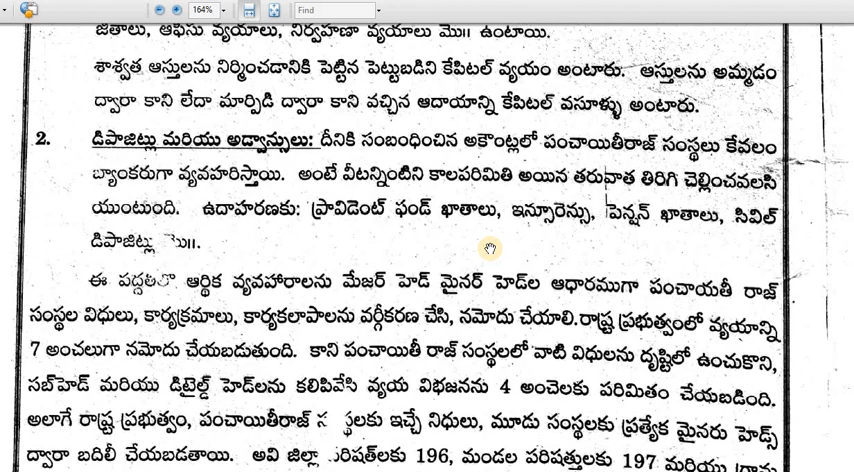 164%
Find
జీతాలు, ఆఫీసు వ్యయాలు, నిర్వహణా వ్యయాలు మొ॥ ఉంటాయి.
శాశ్వత ఆస్తులను నిర్మించడానికి పెట్టిన పెట్టుబడిని కేపిటల్ వ్యయం అంటారు. ఆస్తులను అమ్మడం
ద్వారా కాని లేదా మార్పిడి ద్వారా కాని వచ్చిన ఆదాయాన్ని కేపిటల్ వసూళ్ళు అంటారు.
2. డిపాజిట్లు మరియు అడ్వాన్సులు: దీనికి సంబంధించిన అకౌంట్లలో పంచాయితీరాజ్ సంస్థలు కేవలం
బ్యాంకరుగా వ్యవహరిస్తాయి. అంటే వీటన్నింటిని కాలపరిమితి అయిన తరువాత తిరిగి చెల్లించవలసి
యుంటుంది. ఉదాహరణకు: ప్రావిడెంట్ ఫండ్ ఖాతాలు, ఇన్సూరెన్సు, పెన్షన్ ఖాతాలు, సివిల్
డిపాజిట్లు మొ॥.
ఈ పద్దతిలో ఆర్థిక వ్యవహారాలను మేజర్ హెడ్ మైనర్ హెడ్‌ల ఆధారముగా పంచాయతీ రాజ్
సంస్థల విధులు, కార్యక్రమాలు, కార్యకలాపాలను వర్గీకరణ చేసి, నమోదు చేయాలి.రాష్ట్ర ప్రభుత్వంలో వ్యయాన్ని
7 అంచలుగా నమోదు చేయబడుతుంది. కాని పంచాయితీ రాజ్ సంస్థలలో వాటి విధులను దృష్టిలో ఉంచుకొని,
సబ్‌హెడ్ మరియు డిటైల్డ్ హెడ్‌లను కలిపివేసి వ్యయ విభజనను 4 అంచెలకు పరిమితం చేయబడింది.
అలాగే రాష్ట్ర ప్రభుత్వం, పంచాయితీరాజ్ సంస్థలకు ఇచ్చే నిధులు, మూడు సంస్థలకు ప్రత్యేక మైనరు హెడ్స్
ద్వారా బదిలీ చేయబడతాయి. అవి జిల్లా పరిషత్‌లకు 196, మండల పరిషత్తులకు 197 మరియు గ్రామ